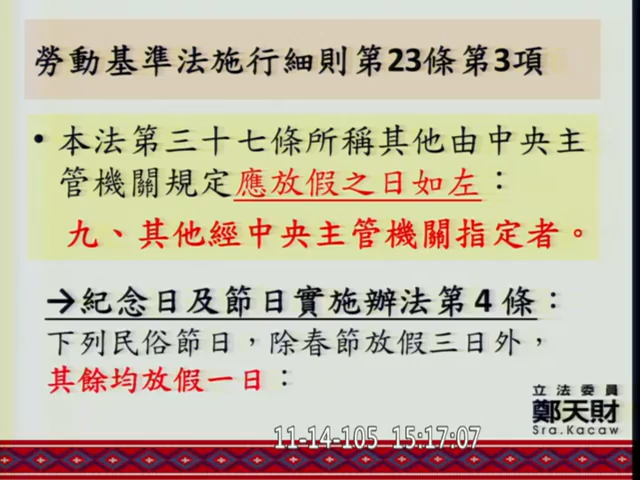 勞動基準法施行細則第23條第3項
• 本法第三十七條所稱其他由中央主
管機關規定應放假之日如左：
九、其他經中央主管機關指定者。
→紀念日及節日實施辦法第4條：
下列民俗節日，除春節放假三日外，
其餘均放假一日：
立法委員
鄭天財
Sra.Kacaw
11-14-105 15:17:07